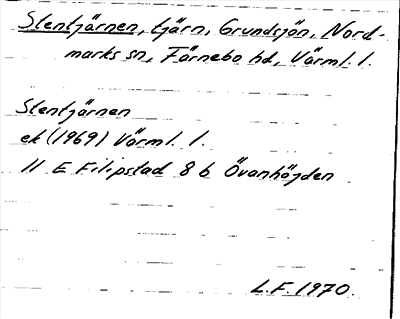 Slentjärnen, tjärn, Grundsjön, Nord-
marks sn, Färnebo hd, Värml. l.
Slentjärnen
ek (1969) Värml. l.
11 E Filipstad 8 b Övanhöjden
L.F. 1970.